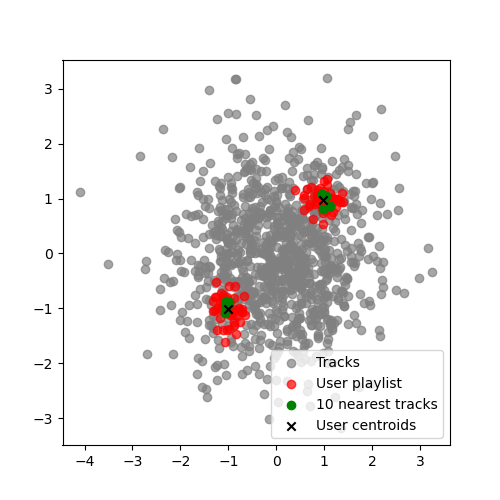 3
2
1
0
−1
−2
−3
−4 −3 −2 −1 0 1 2 3
Tracks
User playlist
10 nearest tracks
User centroids